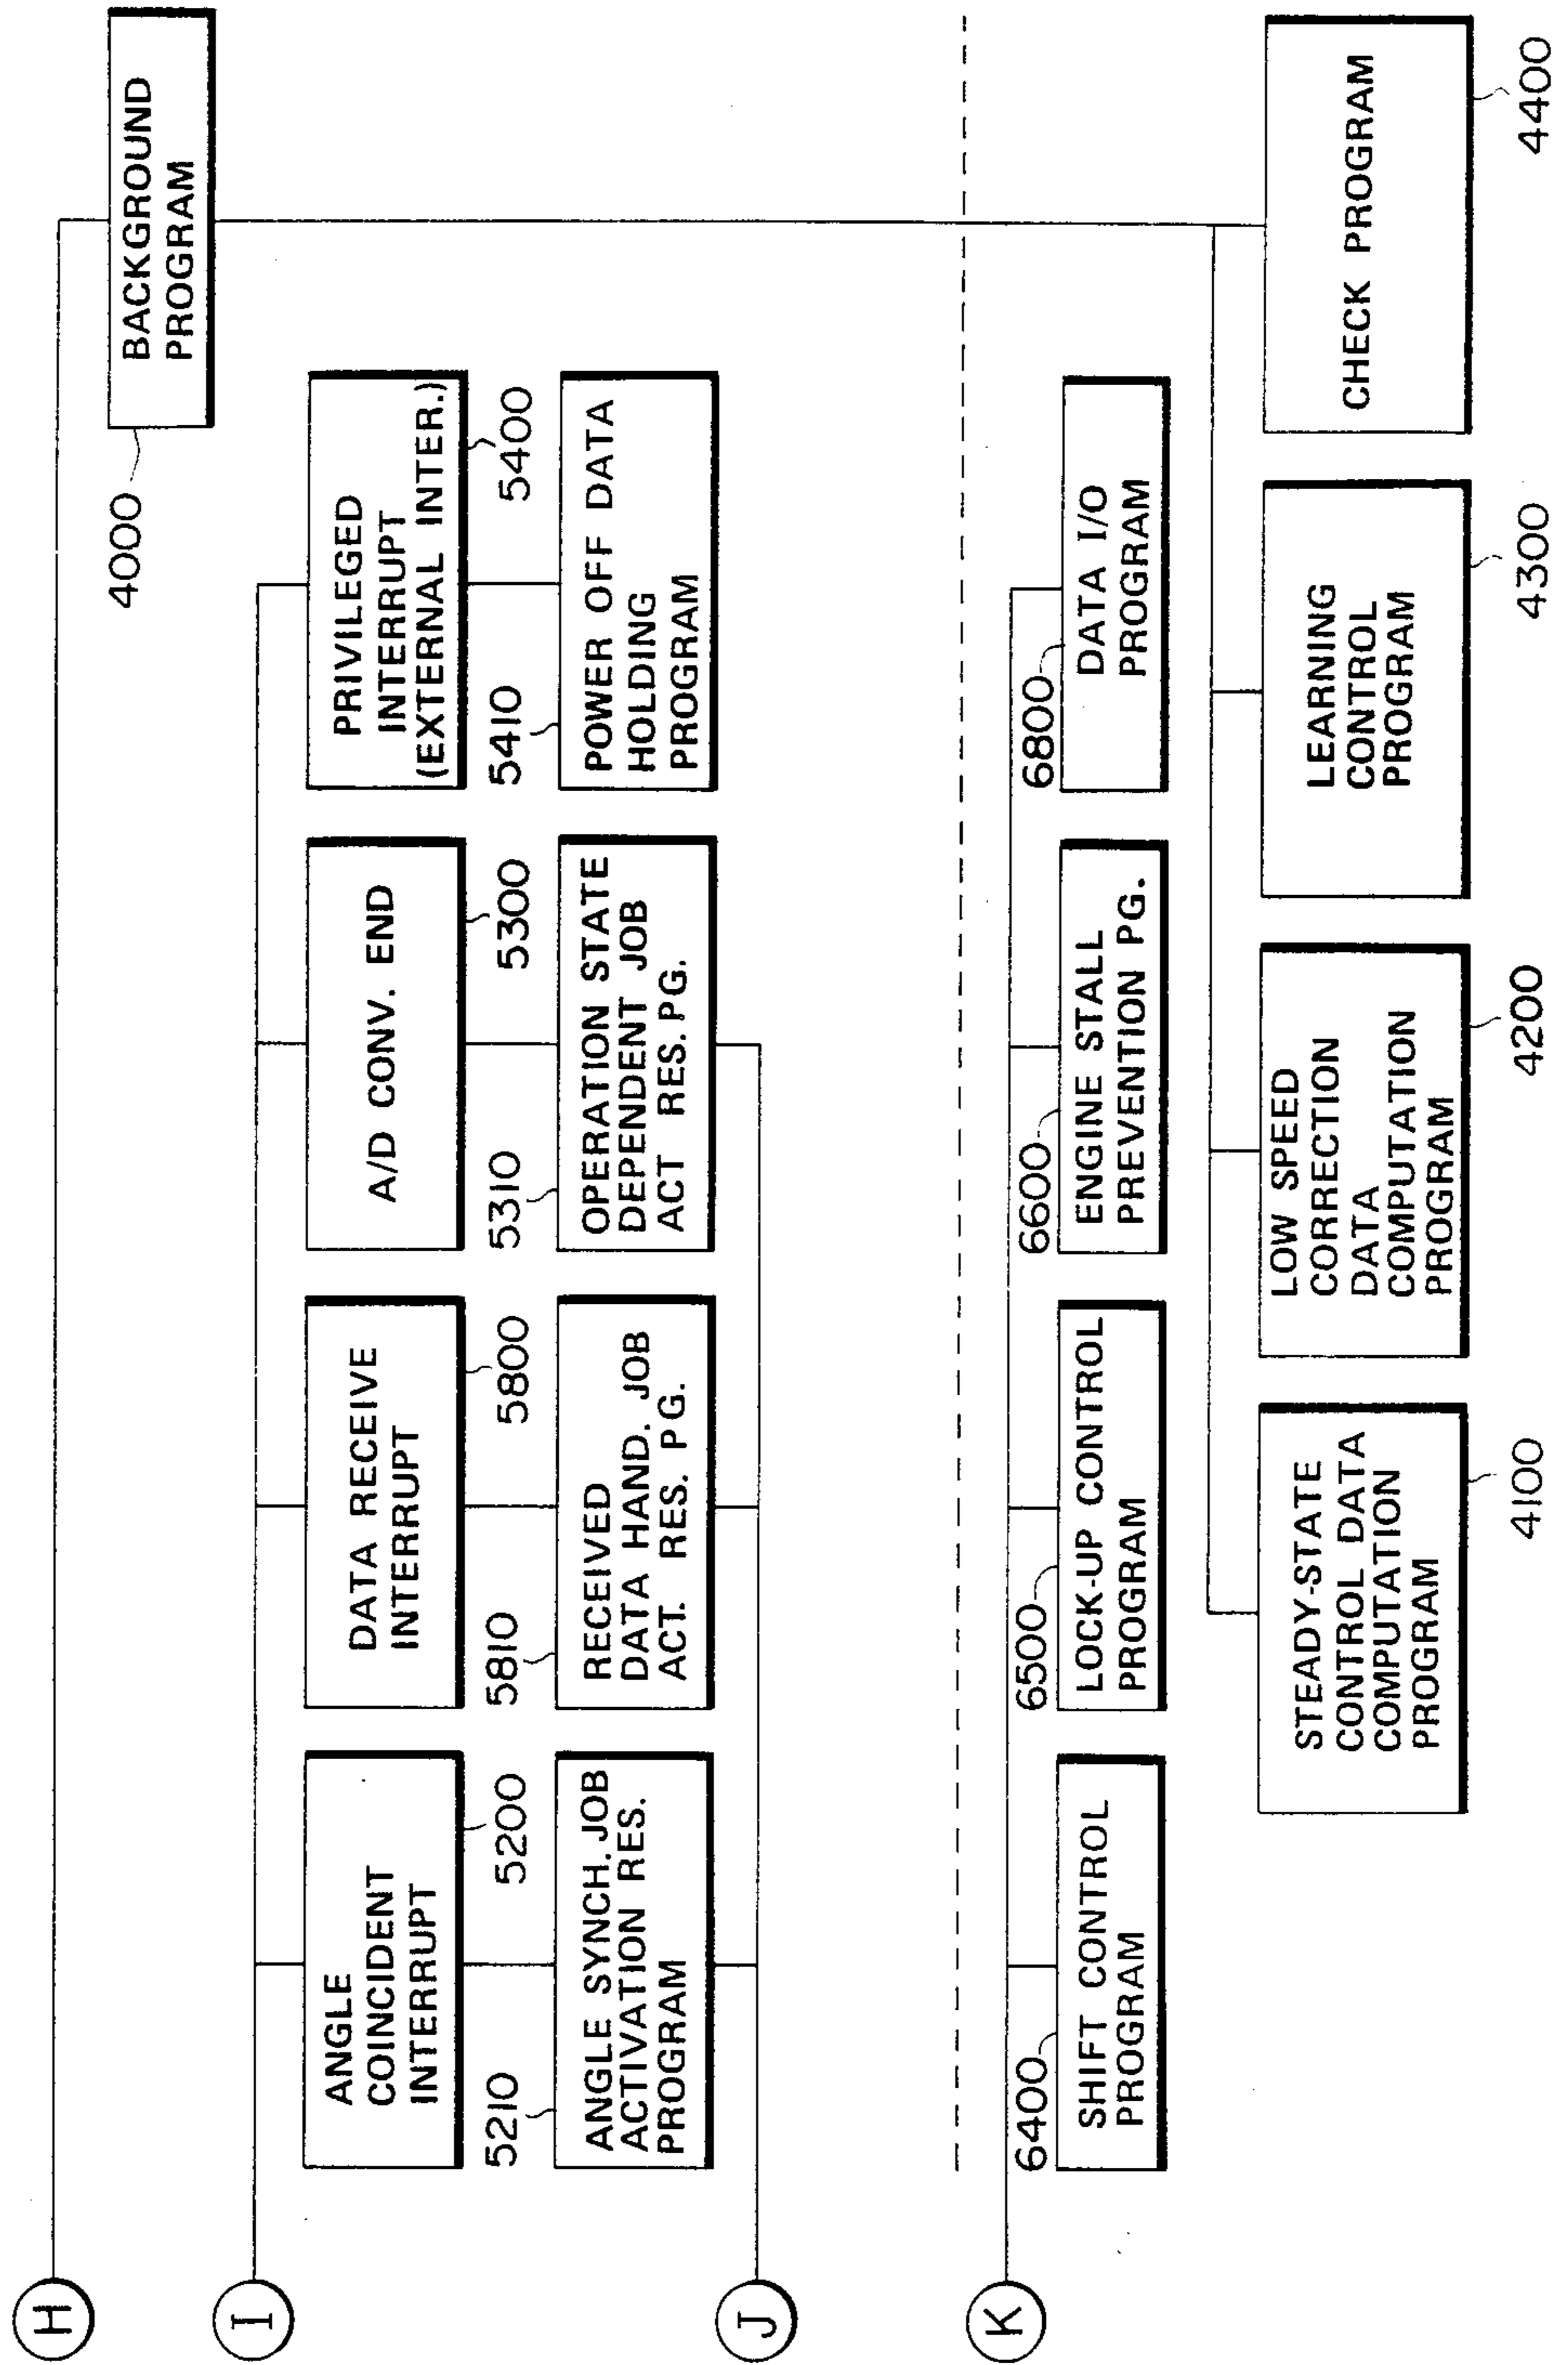 H
BACKGROUND
PROGRAM
4000
I
ANGLE
COINCIDENT
INTERRUPT
5200
DATA RECEIVE
INTERRUPT
5800
A/D CONV. END
5300
PRIVILEGED
INTERRUPT
(EXTERNAL INTER.)
5400
5210
ANGLE SYNCH. JOB
ACTIVATION RES.
PROGRAM
5810
RECEIVED
DATA HAND. JOB
ACT. RES. PG.
5310
OPERATION STATE
DEPENDENT JOB
ACT RES. PG.
5410
POWER OFF DATA
HOLDING
PROGRAM
J
K
6400
SHIFT CONTROL
PROGRAM
6500
LOCK-UP CONTROL
PROGRAM
6600
ENGINE STALL
PREVENTION PG.
6800
DATA I/O
PROGRAM
STEADY-STATE
CONTROL DATA
COMPUTATION
PROGRAM
4100
LOW SPEED
CORRECTION
DATA
COMPUTATION
PROGRAM
4200
LEARNING
CONTROL
PROGRAM
4300
CHECK PROGRAM
4400